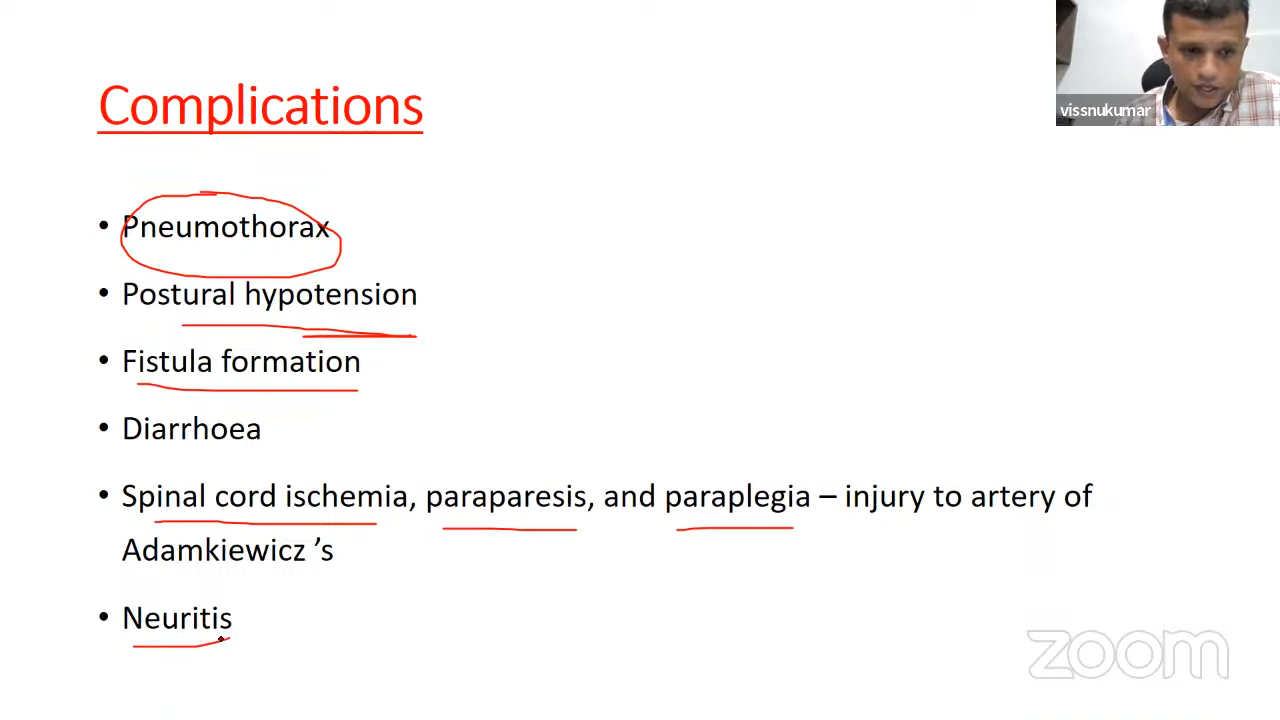 vissnukumar
Complications
• Pneumothorax
• Postural hypotension
• Fistula formation
• Diarrhoea
• Spinal cord ischemia, paraparesis, and paraplegia – injury to artery of
Adamkiewicz ’s
• Neuritis
zoom